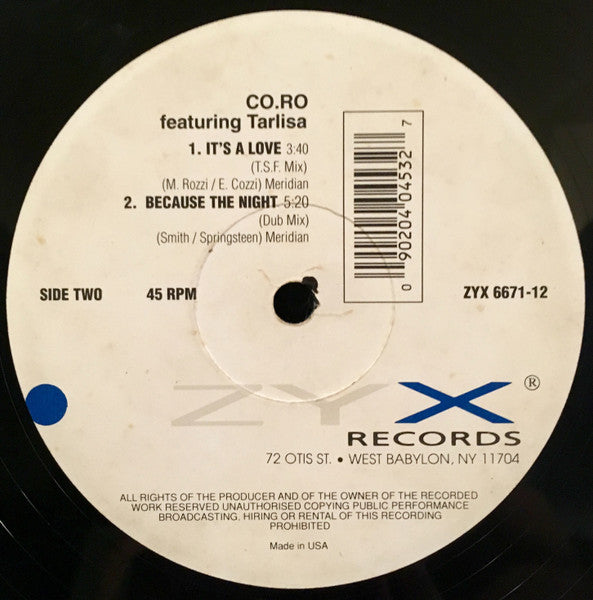 CO.RO
featuring Tarlisa
1. IT'S A LOVE 3:40
(T.S.F. Mix)
(M. Rozzi / E. Cozzi) Meridian
2. BECAUSE THE NIGHT 5:20
(Dub Mix)
(Smith / Springsteen) Meridian
0 90204 04532 7
SIDE TWO 45 RPM ZYX 6671-12
ZYX ®
RECORDS
72 OTIS ST. • WEST BABYLON, NY 11704
ALL RIGHTS OF THE PRODUCER AND OF THE OWNER OF THE RECORDED
WORK RESERVED UNAUTHORISED COPYING PUBLIC PERFORMANCE
BROADCASTING. HIRING OR RENTAL OF THIS RECORDING
PROHIBITED
Made in USA